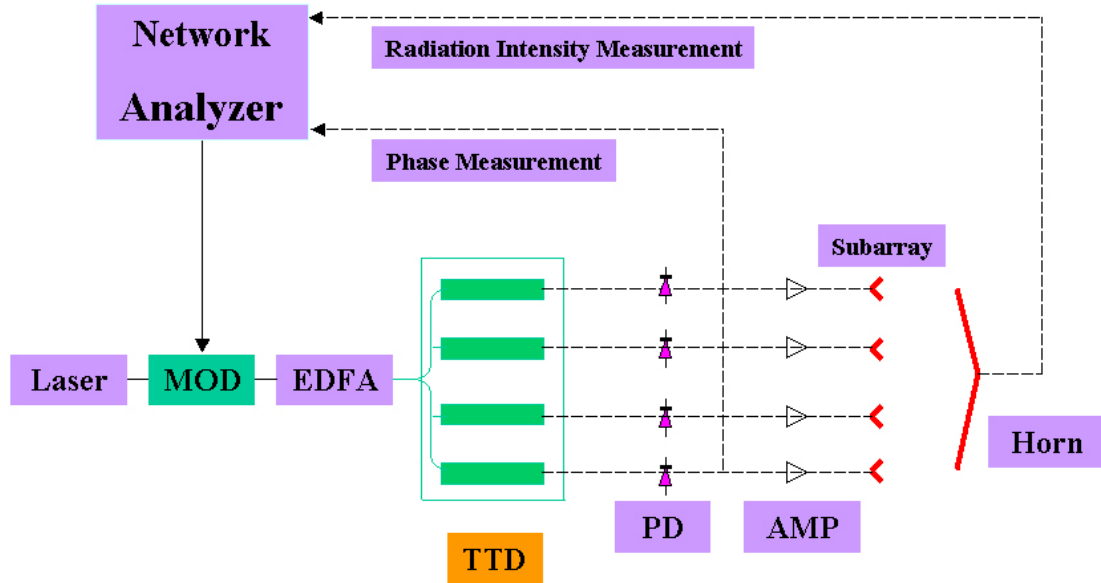 Network
Analyzer
Radiation Intensity Measurement
Phase Measurement
Subarray
Laser
MOD
EDFA
Horn
PD
AMP
TTD